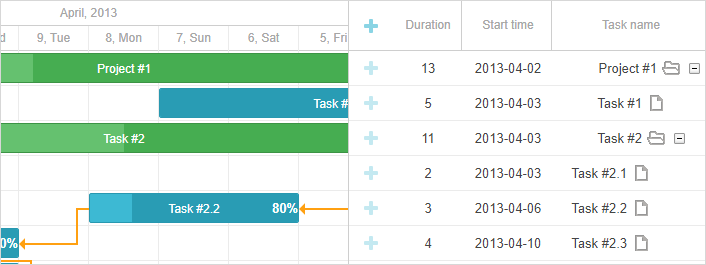 April, 2013
9, Tue
8, Mon
7, Sun
6, Sat
5, Fri
Duration
Start time
Task name
Project #1
13
2013-04-02
Project #1
Task #
5
2013-04-03
Task #1
Task #2
11
2013-04-03
Task #2
2
2013-04-03
Task #2.1
Task #2.2
80%
3
2013-04-06
Task #2.2
0%
4
2013-04-10
Task #2.3